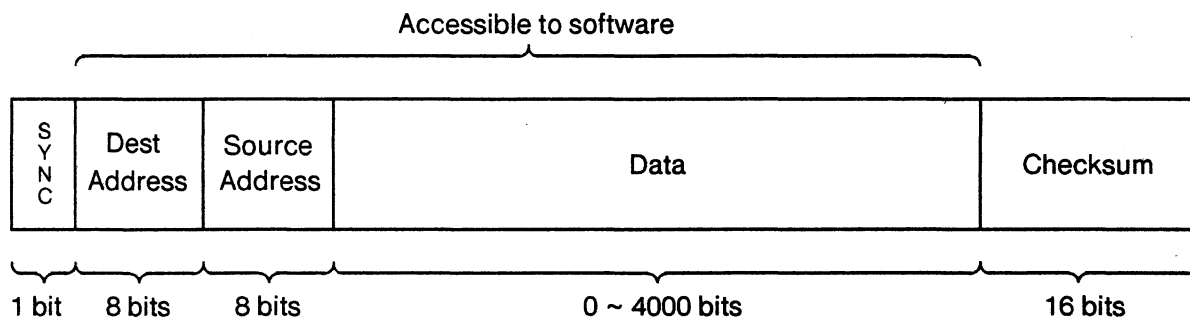 Accessible to software
SYNC
Dest
Address
Source
Address
Data
Checksum
1 bit
8 bits
8 bits
0 ~ 4000 bits
16 bits